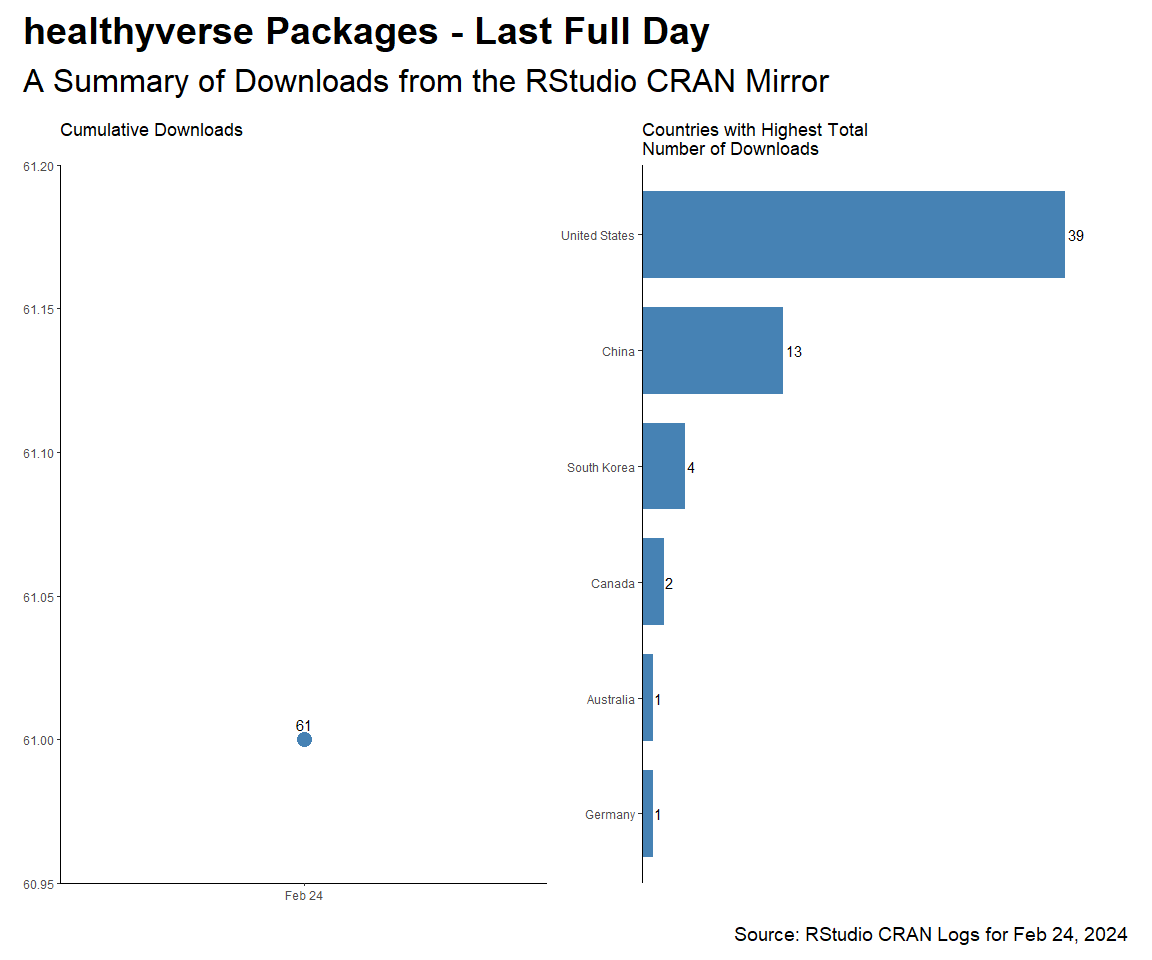 healthyverse Packages - Last Full Day
A Summary of Downloads from the RStudio CRAN Mirror
Cumulative Downloads
61.20
61.15
61.10
61.05
61.00
60.95
61
Feb 24
Countries with Highest Total
Number of Downloads
United States
39
China
13
South Korea
4
Canada
2
Australia
1
Germany
1
Source: RStudio CRAN Logs for Feb 24, 2024